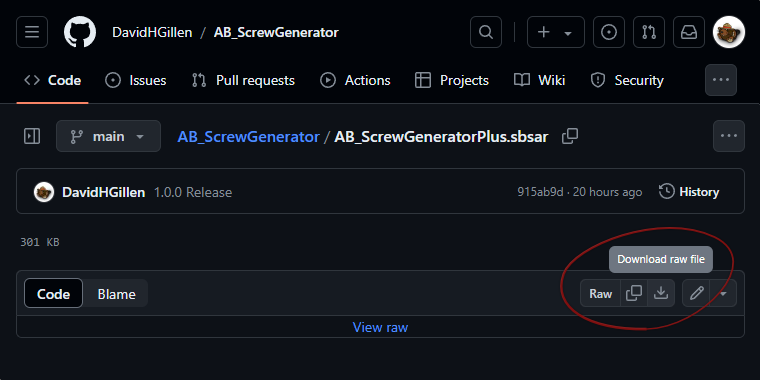 DavidHGillen / AB_ScrewGenerator
Code Issues Pull requests Actions Projects Wiki Security
main AB_ScrewGenerator / AB_ScrewGeneratorPlus.sbsar
DavidHGillen 1.0.0 Release 915ab9d · 20 hours ago History
301 KB
Download raw file
Code Blame Raw
View raw